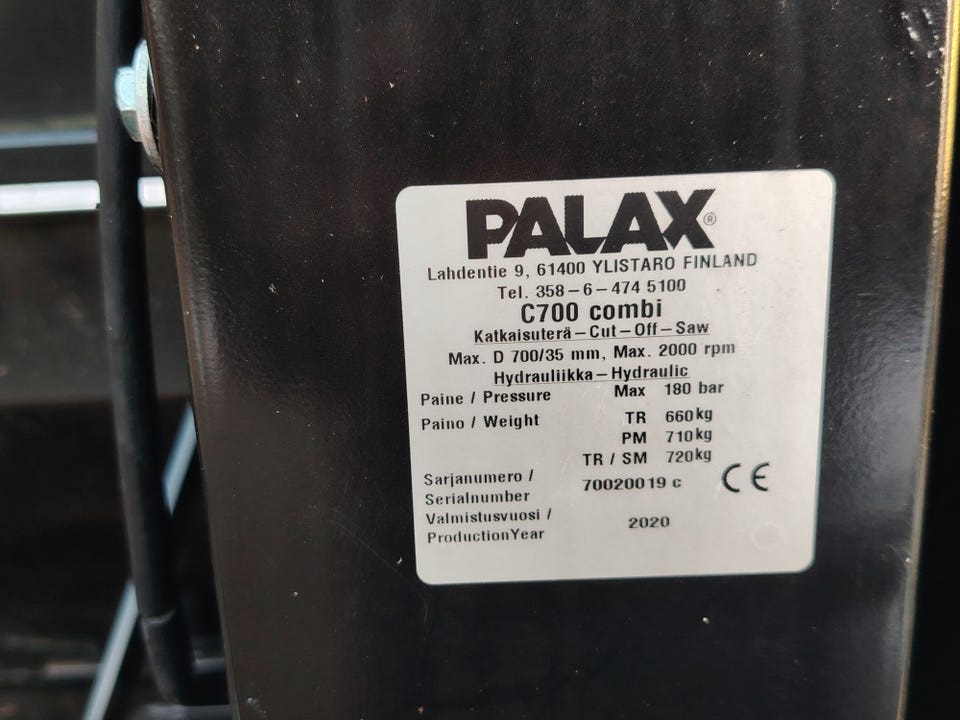 PALAX®
Lahdentie 9, 61400 YLISTARO FINLAND
Tel. 358-6-474 5100
C700 combi
Katkaisuterä-Cut-Off-Saw
Max. D 700/35 mm, Max. 2000 rpm
Hydrauliikka-Hydraulic
Paine / Pressure Max 180 bar
Paino / Weight TR 660kg
PM 710kg
TR / SM 720kg
Sarjanumero / 70020019 c CE
Serialnumber
Valmistusvuosi / 2020
ProductionYear